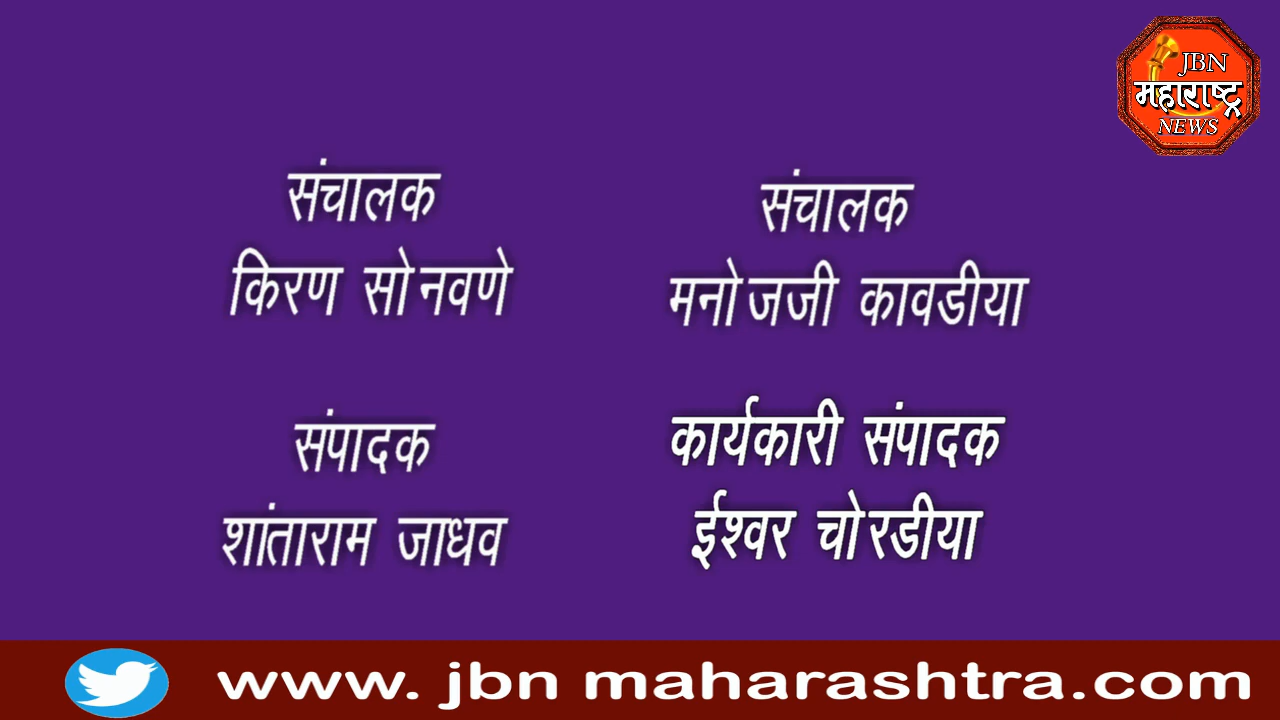 JBN
महाराष्ट्र
NEWS
संचालक
किरण सोनवणे
संचालक
मनोजजी कावडीया
संपादक
शांताराम जाधव
कार्यकारी संपादक
ईश्वर चोरडीया
www. jbn maharashtra.com